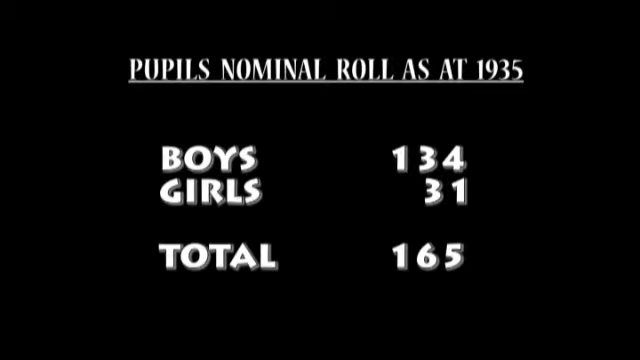 PUPILS NOMINAL ROLL AS AT 1935
BOYS 134
GIRLS 31
TOTAL 165